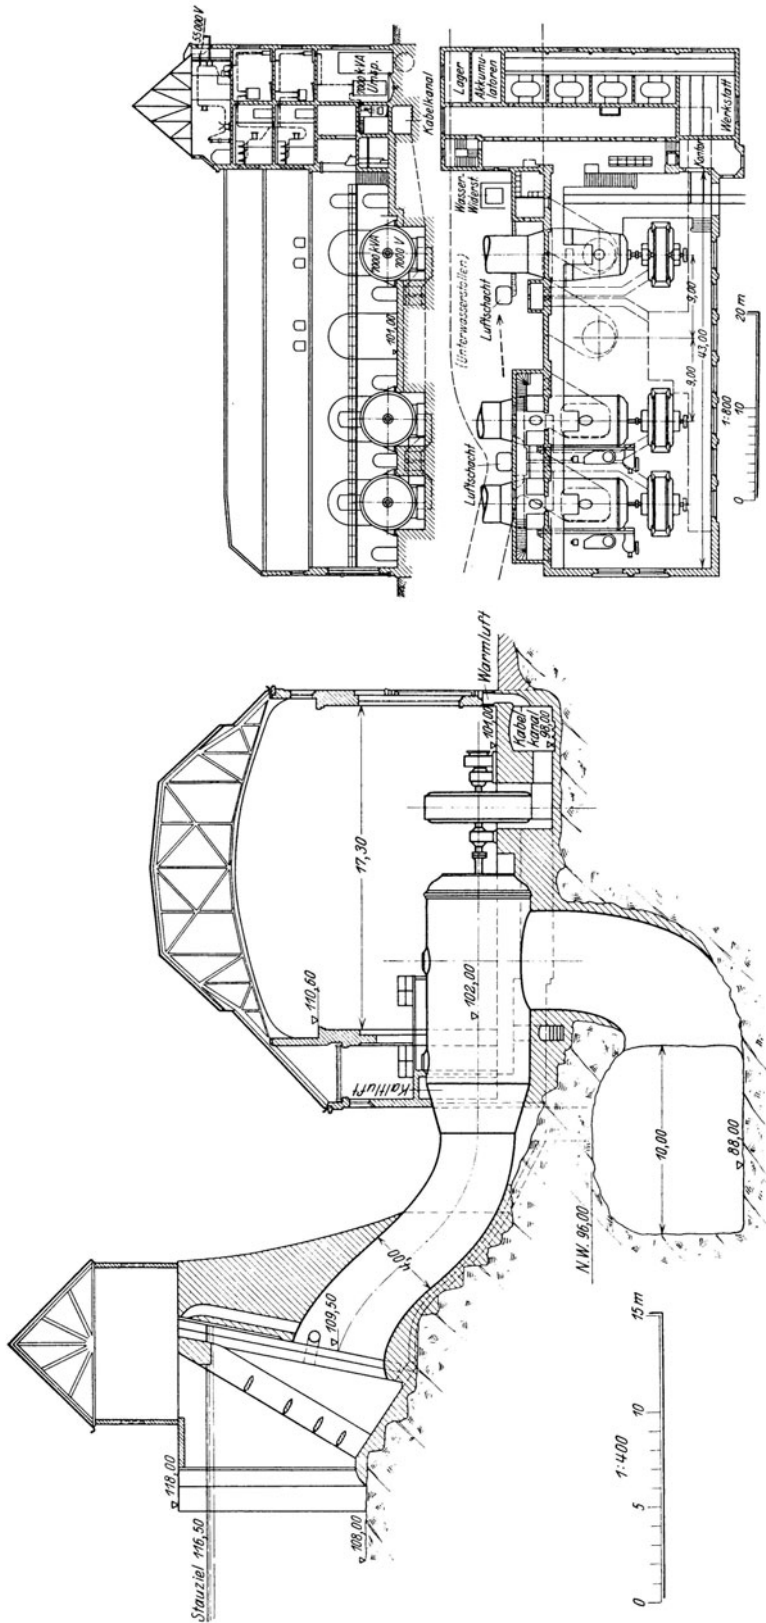 Stauziel 116,50
118,00
108,00
109,50
4,00
Kaltluft
110,60
17,30
102,00
101,00
Warmluft
Kabel-
kanal
98,00
N.W. 96,00
10,00
88,00
0 5 10 15 m
1:400
55000 V
7000 kVA
Umsp.
Kabelkanal
7000 kVA
7000 V
101,00
Lager
Akkumu-
latoren
Werkstatt
Kontor
Wasser-
Widerst.
(Unterwasserstollen)
Luftschacht
Luftschacht
9,00
9,00
43,00
0 10 20 m
1:800